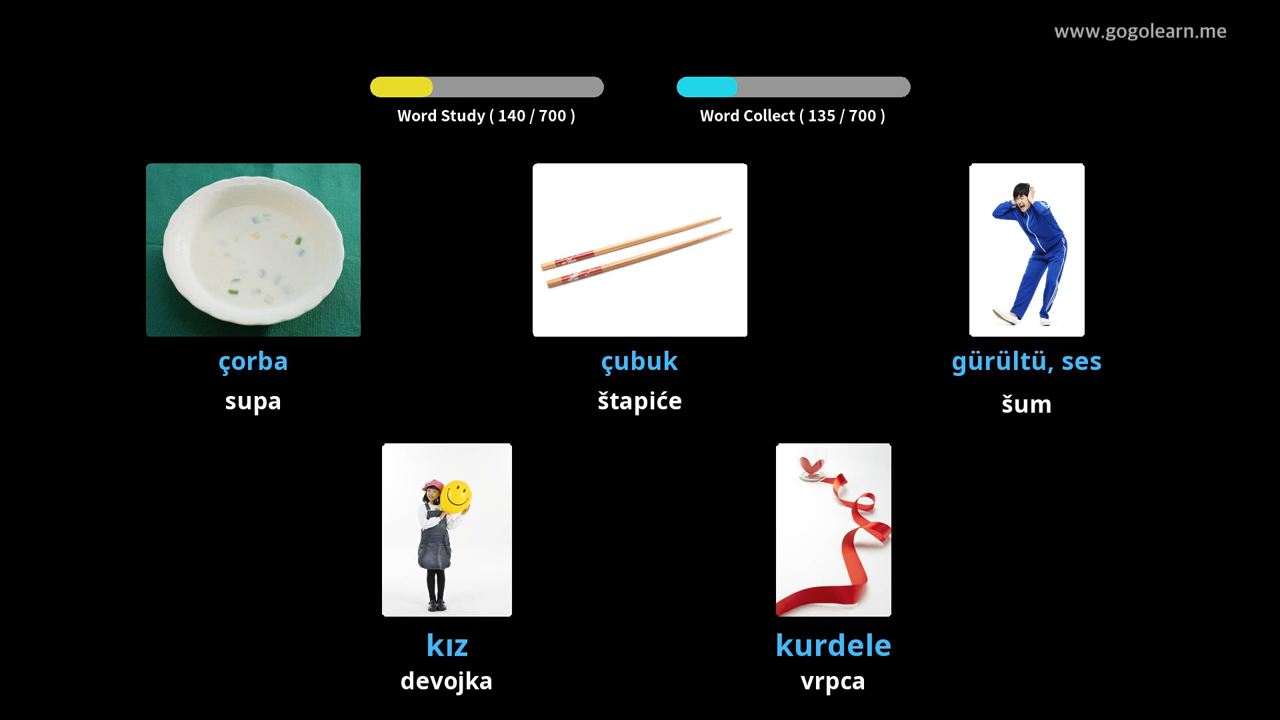 www.gogolearn.me
Word Study ( 140 / 700 )
Word Collect ( 135 / 700 )
çorba
supa
çubuk
štapiće
gürültü, ses
šum
kız
devojka
kurdele
vrpca